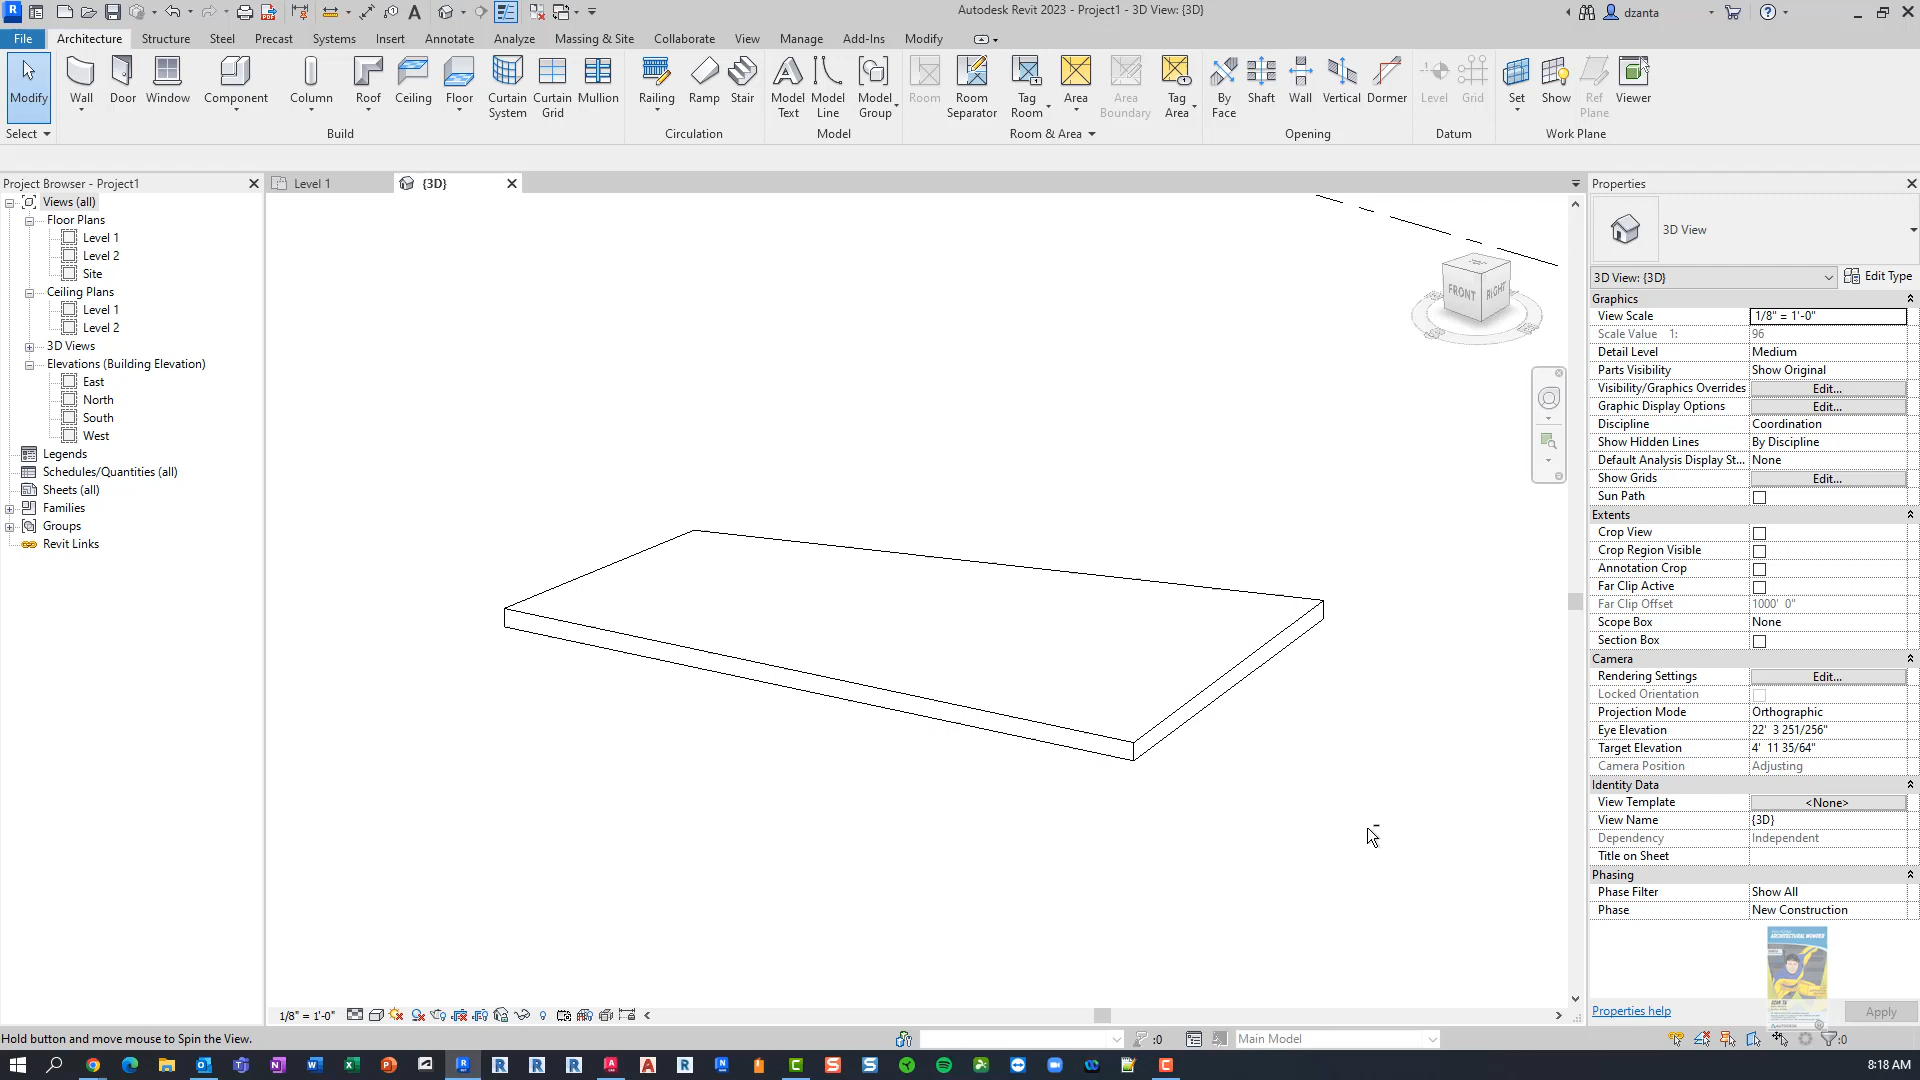 Autodesk Revit 2023 - Project1 - 3D View: {3D}
dzanta
File Architecture Structure Steel Precast Systems Insert Annotate Analyze Massing & Site Collaborate View Manage Add-Ins Modify
Modify Wall Door Window Component Column Roof Ceiling Floor Curtain System Curtain Grid Mullion Railing Ramp Stair Model Text Model Line Model Group Room Room Separator Tag Room Area Area Boundary Tag Area By Face Shaft Wall Vertical Dormer Level Grid Set Show Ref Plane Viewer
Select Build Circulation Model Room & Area Opening Datum Work Plane
Project Browser - Project1
Level 1
{3D}
Properties
Views (all)
Floor Plans
Level 1
Level 2
Site
Ceiling Plans
Level 1
Level 2
3D Views
Elevations (Building Elevation)
East
North
South
West
Legends
Schedules/Quantities (all)
Sheets (all)
Families
Groups
Revit Links
FRONT RIGHT
3D View
3D View: {3D} Edit Type
Graphics
View Scale 1/8" = 1'-0"
Scale Value 1: 96
Detail Level Medium
Parts Visibility Show Original
Visibility/Graphics Overrides Edit...
Graphic Display Options Edit...
Discipline Coordination
Show Hidden Lines By Discipline
Default Analysis Display St... None
Show Grids Edit...
Sun Path
Extents
Crop View
Crop Region Visible
Annotation Crop
Far Clip Active
Far Clip Offset 1000' 0"
Scope Box None
Section Box
Camera
Rendering Settings Edit...
Locked Orientation
Projection Mode Orthographic
Eye Elevation 22' 3 251/256"
Target Elevation 4' 11 35/64"
Camera Position Adjusting
Identity Data
View Template <None>
View Name {3D}
Dependency Independent
Title on Sheet
Phasing
Phase Filter Show All
Phase New Construction
ARCHITECTURAL WONDER
Properties help Apply
1/8" = 1'-0"
Hold button and move mouse to Spin the View.
:0
Main Model
:0
8:18 AM